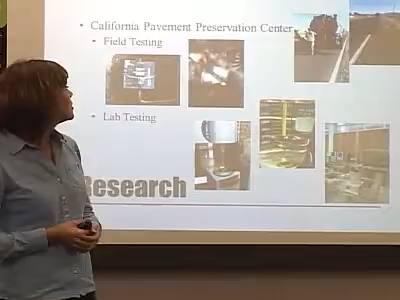 California Pavement Preservation Center
Field Testing
Lab Testing
Research